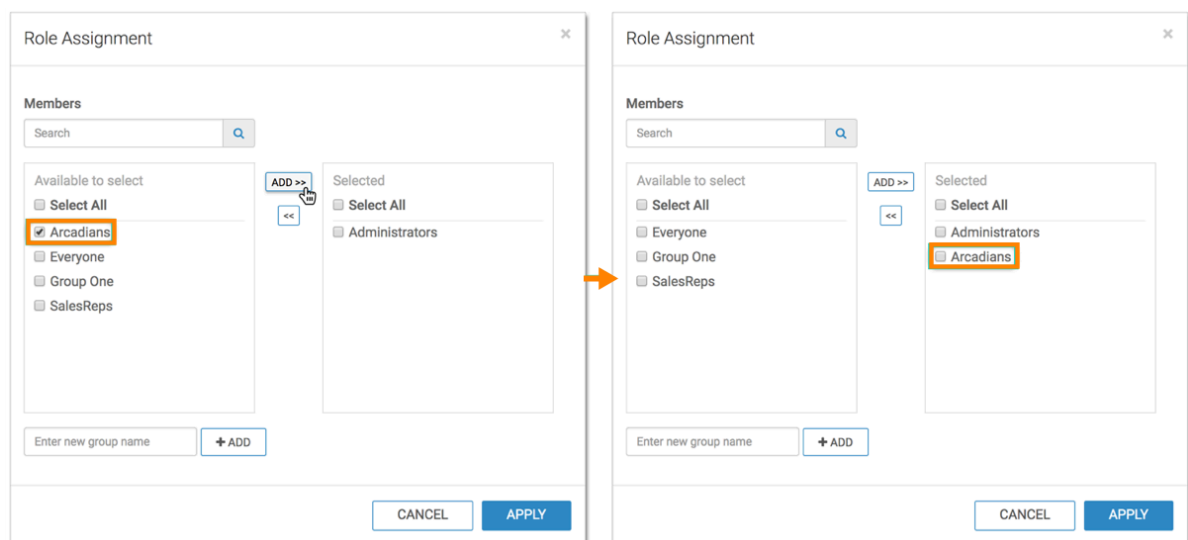 Role Assignment
×
Members
Search
Available to select
Select All
Arcadians
Everyone
Group One
SalesReps
ADD >>
<<
Selected
Select All
Administrators
Enter new group name
+ ADD
CANCEL
APPLY
Role Assignment
×
Members
Search
Available to select
Select All
Everyone
Group One
SalesReps
ADD >>
<<
Selected
Select All
Administrators
Arcadians
Enter new group name
+ ADD
CANCEL
APPLY